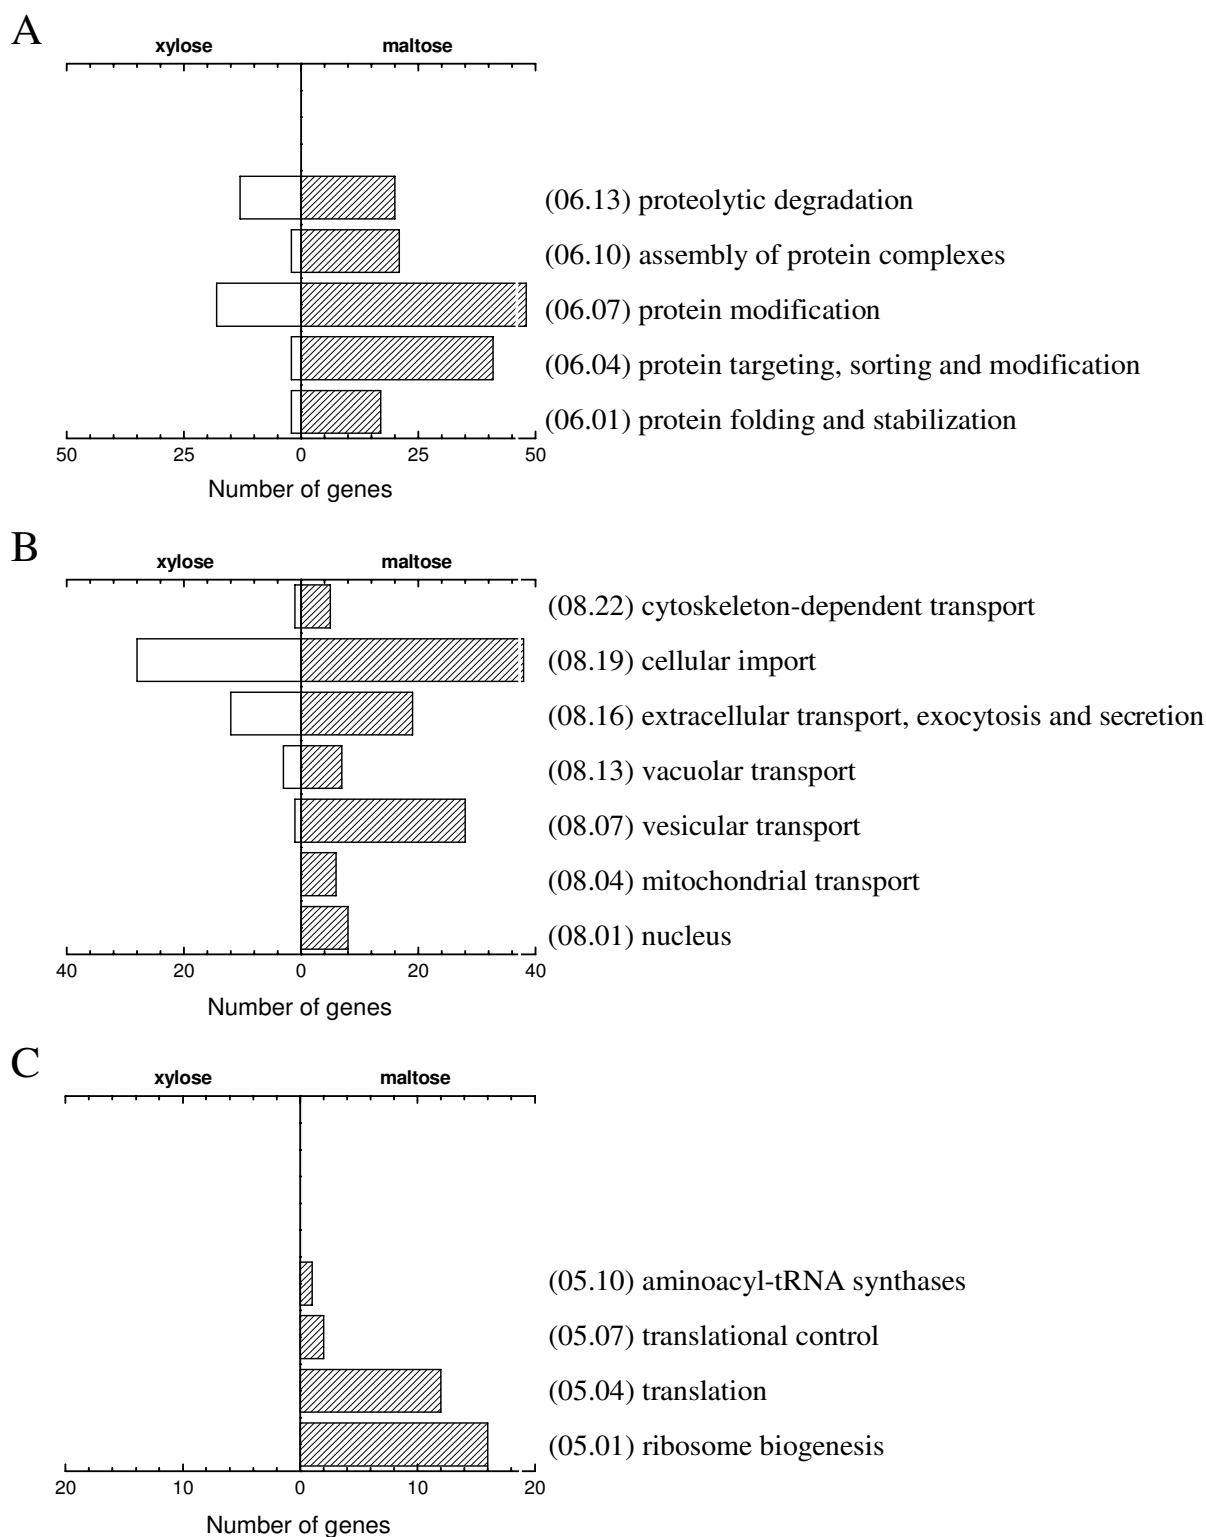 A
xylose maltose
(06.13) proteolytic degradation
(06.10) assembly of protein complexes
(06.07) protein modification
(06.04) protein targeting, sorting and modification
(06.01) protein folding and stabilization
50 25 0 25 50
Number of genes
B
xylose maltose
(08.22) cytoskeleton-dependent transport
(08.19) cellular import
(08.16) extracellular transport, exocytosis and secretion
(08.13) vacuolar transport
(08.07) vesicular transport
(08.04) mitochondrial transport
(08.01) nucleus
40 20 0 20 40
Number of genes
C
xylose maltose
(05.10) aminoacyl-tRNA synthases
(05.07) translational control
(05.04) translation
(05.01) ribosome biogenesis
20 10 0 10 20
Number of genes